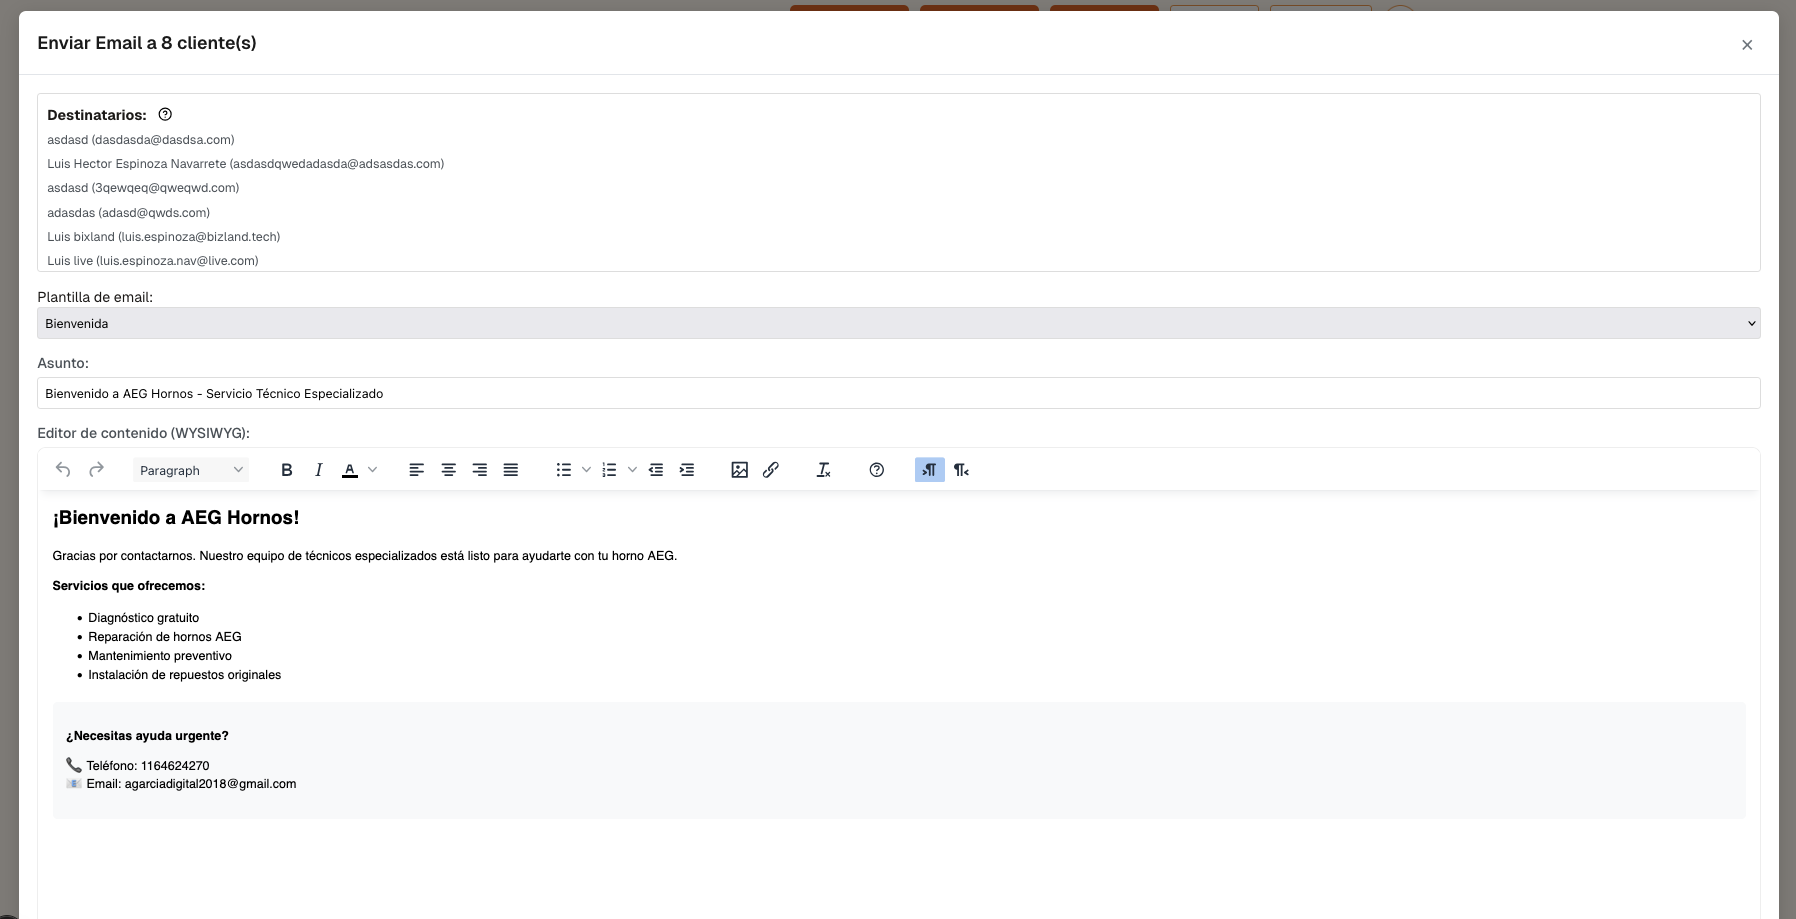 Enviar Email a 8 cliente(s)
Destinatarios:
asdasd (dasdasda@dasdsa.com)
Luis Hector Espinoza Navarrete (asdasdqwedadasda@adsasdas.com)
asdasd (3qewqeq@qweqwd.com)
adasdas (adasd@qwds.com)
Luis bixland (luis.espinoza@bizland.tech)
Luis live (luis.espinoza.nav@live.com)
Plantilla de email:
Bienvenida
Asunto:
Bienvenido a AEG Hornos - Servicio Técnico Especializado
Editor de contenido (WYSIWYG):
Paragraph
¡Bienvenido a AEG Hornos!
Gracias por contactarnos. Nuestro equipo de técnicos especializados está listo para ayudarte con tu horno AEG.
Servicios que ofrecemos:
• Diagnóstico gratuito
• Reparación de hornos AEG
• Mantenimiento preventivo
• Instalación de repuestos originales
¿Necesitas ayuda urgente?
📞 Teléfono: 1164624270
📧 Email: agarciadigital2018@gmail.com